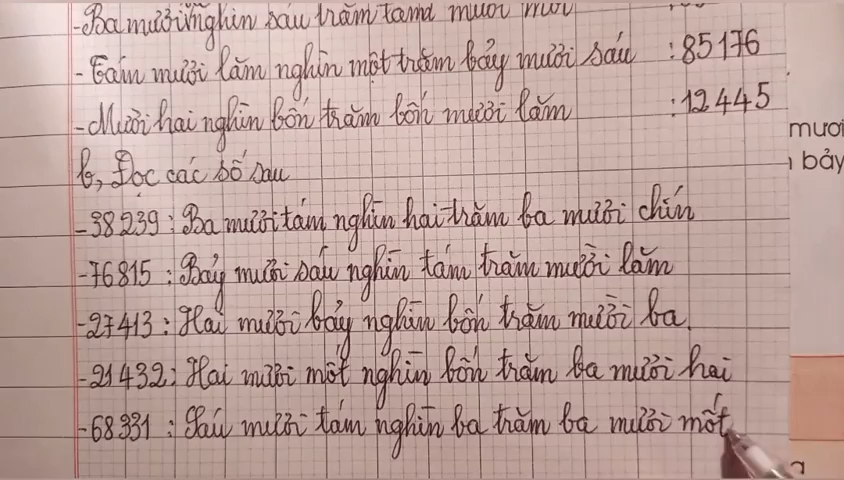 -Ba mươi nghìn sáu trăm tám mươi mốt
-Tám mươi lăm nghìn một trăm bảy mươi sáu : 85176
-Mười hai nghìn bốn trăm bốn mươi lăm : 12445
b, Đọc các số sau
-38239 : Ba mươi tám nghìn hai trăm ba mươi chín
-76815 : Bảy mươi sáu nghìn tám trăm mười lăm
-27413 : Hai mươi bảy nghìn bốn trăm mười ba
-21432 : Hai mươi mốt nghìn bốn trăm ba mươi hai
-68331 : Sáu mươi tám nghìn ba trăm ba mươi mốt
mươi
bảy